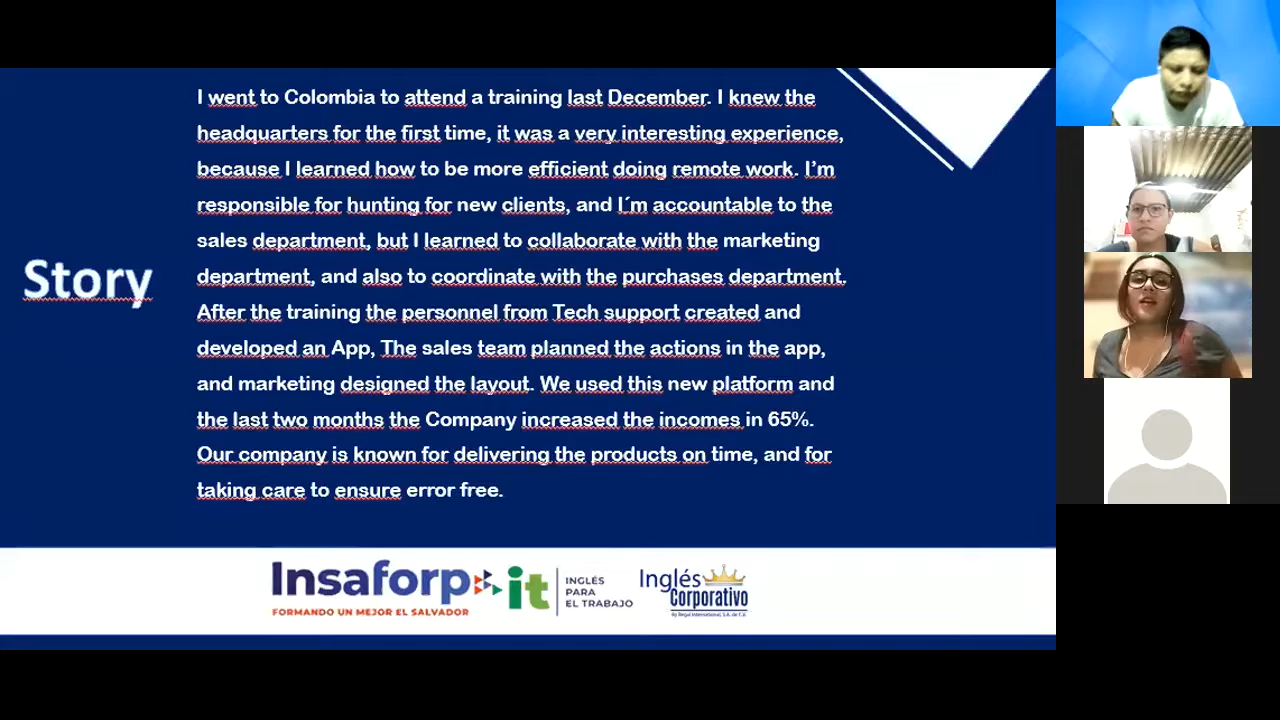 I went to Colombia to attend a training last December. I knew the
headquarters for the first time, it was a very interesting experience,
because I learned how to be more efficient doing remote work. I’m
responsible for hunting for new clients, and I´m accountable to the
sales department, but I learned to collaborate with the marketing
department, and also to coordinate with the purchases department.
Story
After the training the personnel from Tech support created and
developed an App, The sales team planned the actions in the app,
and marketing designed the layout. We used this new platform and
the last two months the Company increased the incomes in 65%.
Our company is known for delivering the products on time, and for
taking care to ensure error free.
Insaforp
FORMANDO UN MEJOR EL SALVADOR
it
INGLÉS
PARA
EL TRABAJO
Inglés
Corporativo
By Regal International, S.A. de C.V.